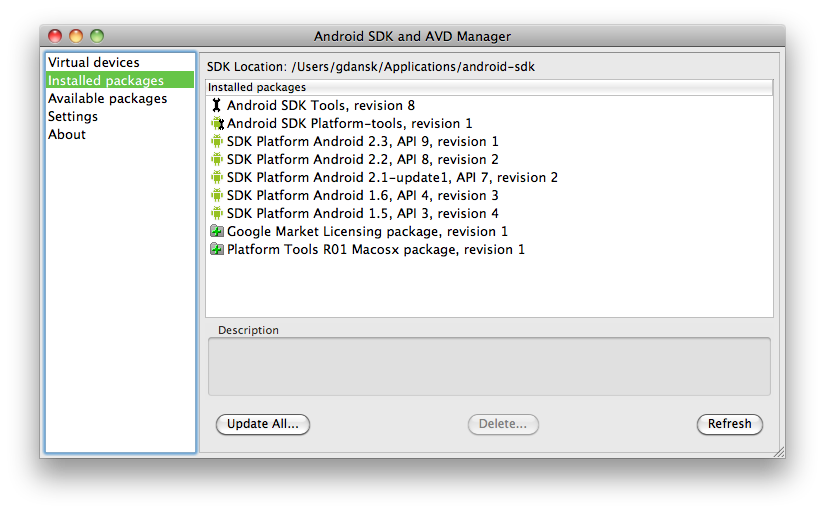 Android SDK and AVD Manager
Virtual devices
Installed packages
Available packages
Settings
About
SDK Location: /Users/gdansk/Applications/android-sdk
Installed packages
Android SDK Tools, revision 8
Android SDK Platform-tools, revision 1
SDK Platform Android 2.3, API 9, revision 1
SDK Platform Android 2.2, API 8, revision 2
SDK Platform Android 2.1-update1, API 7, revision 2
SDK Platform Android 1.6, API 4, revision 3
SDK Platform Android 1.5, API 3, revision 4
Google Market Licensing package, revision 1
Platform Tools R01 Macosx package, revision 1
Description
Update All...
Delete...
Refresh